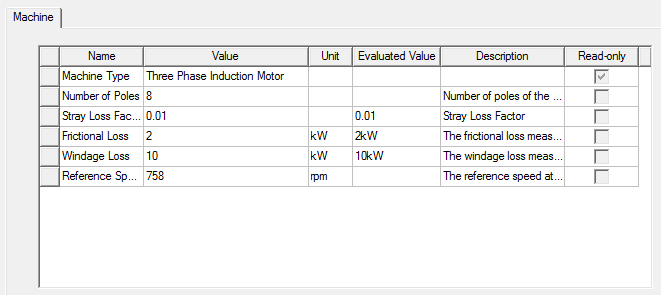 Machine
Name Value Unit Evaluated Value Description Read-only
Machine Type Three Phase Induction Motor
Number of Poles 8 Number of poles of the ...
Stray Loss Fac... 0.01 0.01 Stray Loss Factor
Frictional Loss 2 kW 2kW The frictional loss meas...
Windage Loss 10 kW 10kW The windage loss meas...
Reference Sp... 758 rpm The reference speed at...